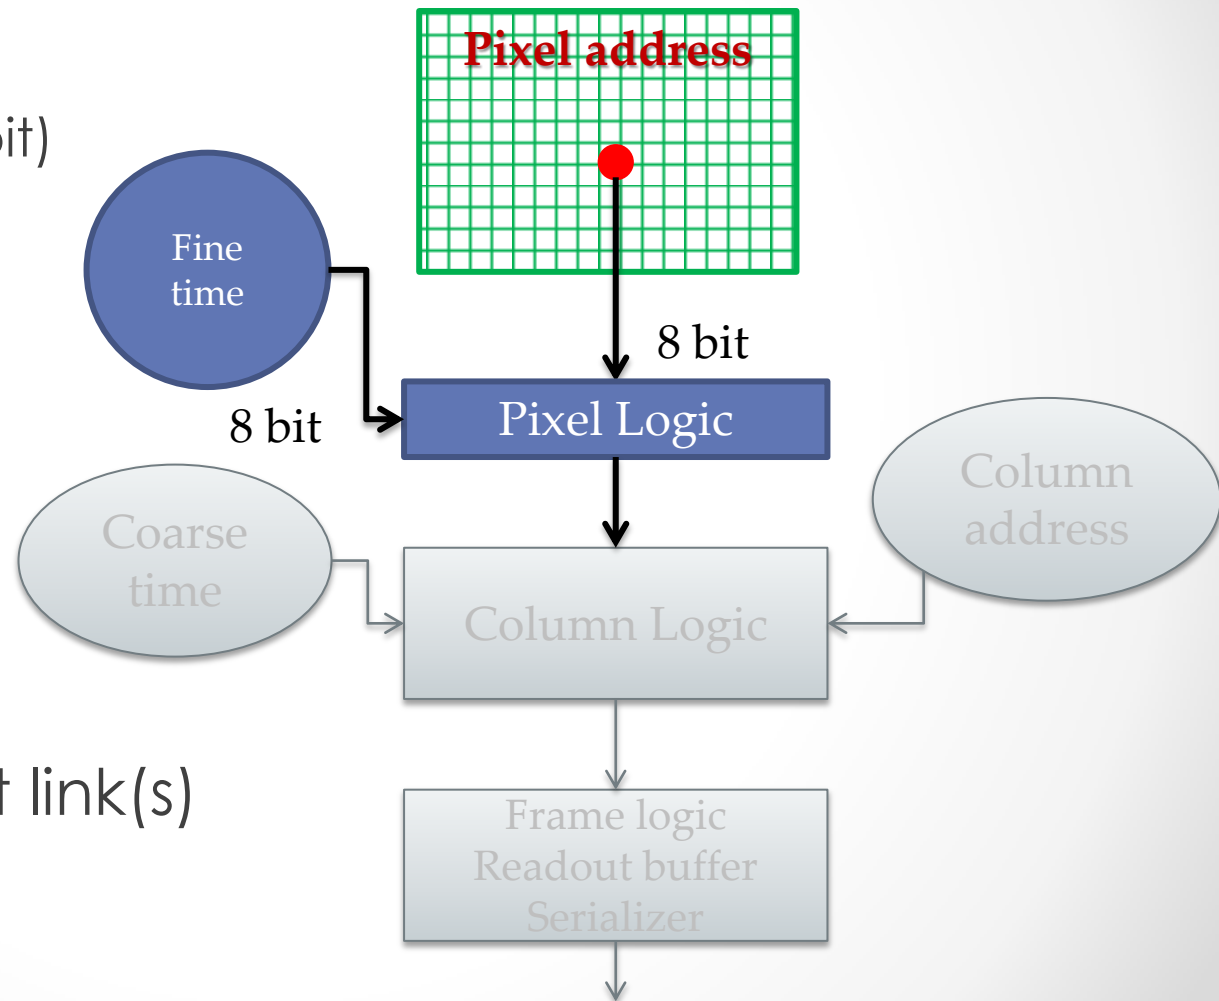 Pixel address
bit)
Fine
time
8 bit
8 bit
Pixel Logic
Column
address
Coarse
time
Column Logic
t link(s)
Frame logic
Readout buffer
Serializer